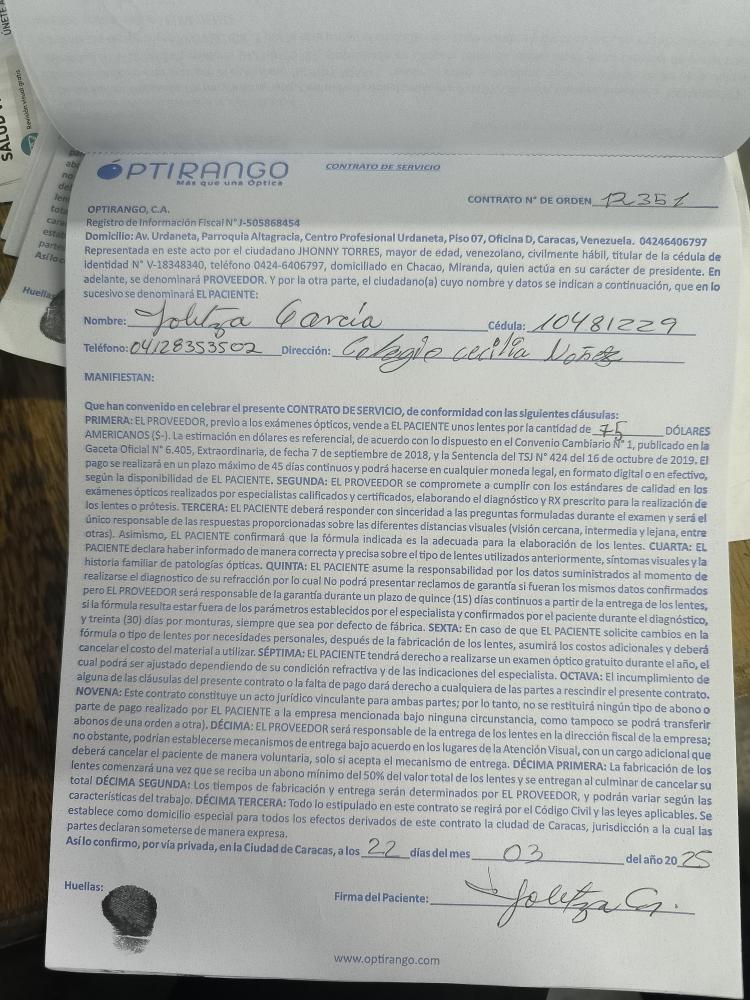 ÚNETE A
SALUD V
Revisión visual gratis
OPTIRANGO
Más que una Óptica
CONTRATO DE SERVICIO
CONTRATO N° DE ORDEN 12351
OPTIRANGO, C.A.
Registro de Información Fiscal N°J-505868454
Domicilio: Av. Urdaneta, Parroquia Altagracia, Centro Profesional Urdaneta, Piso 07, Oficina D, Caracas, Venezuela. 04246406797
Representada en este acto por el ciudadano JHONNY TORRES, mayor de edad, venezolano, civilmente hábil, titular de la cédula de
identidad N° V-18348340, teléfono 0424-6406797, domiciliado en Chacao, Miranda, quien actúa en su carácter de presidente. En
adelante, se denominará PROVEEDOR. Y por la otra parte, el ciudadano(a) cuyo nombre y datos se indican a continuación, que en lo
sucesivo se denominará EL PACIENTE:
Nombre: Yolitza García Cédula: 10481229
Teléfono: 04128353502 Dirección: Colegio cecilia Nuñez
MANIFIESTAN:
Que han convenido en celebrar el presente CONTRATO DE SERVICIO, de conformidad con las siguientes cláusulas:
PRIMERA: EL PROVEEDOR, previo a los exámenes ópticos, vende a EL PACIENTE unos lentes por la cantidad de 75 DÓLARES
AMERICANOS ($-). La estimación en dólares es referencial, de acuerdo con lo dispuesto en el Convenio Cambiario N° 1, publicado en la
Gaceta Oficial N° 6.405, Extraordinaria, de fecha 7 de septiembre de 2018, y la Sentencia del TSJ N° 424 del 16 de octubre de 2019. El
pago se realizará en un plazo máximo de 45 días continuos y podrá hacerse en cualquier moneda legal, en formato digital o en efectivo,
según la disponibilidad de EL PACIENTE. SEGUNDA: EL PROVEEDOR se compromete a cumplir con los estándares de calidad en los
exámenes ópticos realizados por especialistas calificados y certificados, elaborando el diagnóstico y RX prescrito para la realización de
los lentes o prótesis. TERCERA: EL PACIENTE deberá responder con sinceridad a las preguntas formuladas durante el examen y será el
único responsable de las respuestas proporcionadas sobre las diferentes distancias visuales (visión cercana, intermedia y lejana, entre
otras). Asimismo, EL PACIENTE confirmará que la fórmula indicada es la adecuada para la elaboración de los lentes. CUARTA: EL
PACIENTE declara haber informado de manera correcta y precisa sobre el tipo de lentes utilizados anteriormente, síntomas visuales y la
historia familiar de patologías ópticas. QUINTA: EL PACIENTE asume la responsabilidad por los datos suministrados al momento de
realizarse el diagnostico de su refracción por lo cual No podrá presentar reclamos de garantía si fueran los mismos datos confirmados
pero EL PROVEEDOR será responsable de la garantía durante un plazo de quince (15) días continuos a partir de la entrega de los lentes,
si la fórmula resulta estar fuera de los parámetros establecidos por el especialista y confirmados por el paciente durante el diagnóstico,
y treinta (30) días por monturas, siempre que sea por defecto de fábrica. SEXTA: En caso de que EL PACIENTE solicite cambios en la
fórmula o tipo de lentes por necesidades personales, después de la fabricación de los lentes, asumirá los costos adicionales y deberá
cancelar el costo del material a utilizar. SÉPTIMA: EL PACIENTE tendrá derecho a realizarse un examen óptico gratuito durante el año, el
cual podrá ser ajustado dependiendo de su condición refractiva y de las indicaciones del especialista. OCTAVA: El incumplimiento de
alguna de las cláusulas del presente contrato o la falta de pago dará derecho a cualquiera de las partes a rescindir el presente contrato.
NOVENA: Este contrato constituye un acto jurídico vinculante para ambas partes; por lo tanto, no se restituirá ningún tipo de abono o
parte de pago realizado por EL PACIENTE a la empresa mencionada bajo ninguna circunstancia, como tampoco se podrá transferir
abonos de una orden a otra). DÉCIMA: EL PROVEEDOR será responsable de la entrega de los lentes en la dirección fiscal de la empresa;
no obstante, podrían establecerse mecanismos de entrega bajo acuerdo en los lugares de la Atención Visual, con un cargo adicional que
deberá cancelar el paciente de manera voluntaria, solo si acepta el mecanismo de entrega. DÉCIMA PRIMERA: La fabricación de los
lentes comenzará una vez que se reciba un abono mínimo del 50% del valor total de los lentes y se entregan al culminar de cancelar su
total DÉCIMA SEGUNDA: Los tiempos de fabricación y entrega serán determinados por EL PROVEEDOR, y podrán variar según las
características del trabajo. DÉCIMA TERCERA: Todo lo estipulado en este contrato se regirá por el Código Civil y las leyes aplicables. Se
establece como domicilio especial para todos los efectos derivados de este contrato la ciudad de Caracas, jurisdicción a la cual las
partes declaran someterse de manera expresa.
Así lo confirmo, por vía privada, en la Ciudad de Caracas, a los 22 días del mes 03 del año 2025
Huellas:
Firma del Paciente: Yolitza Ga.
www.optirango.com